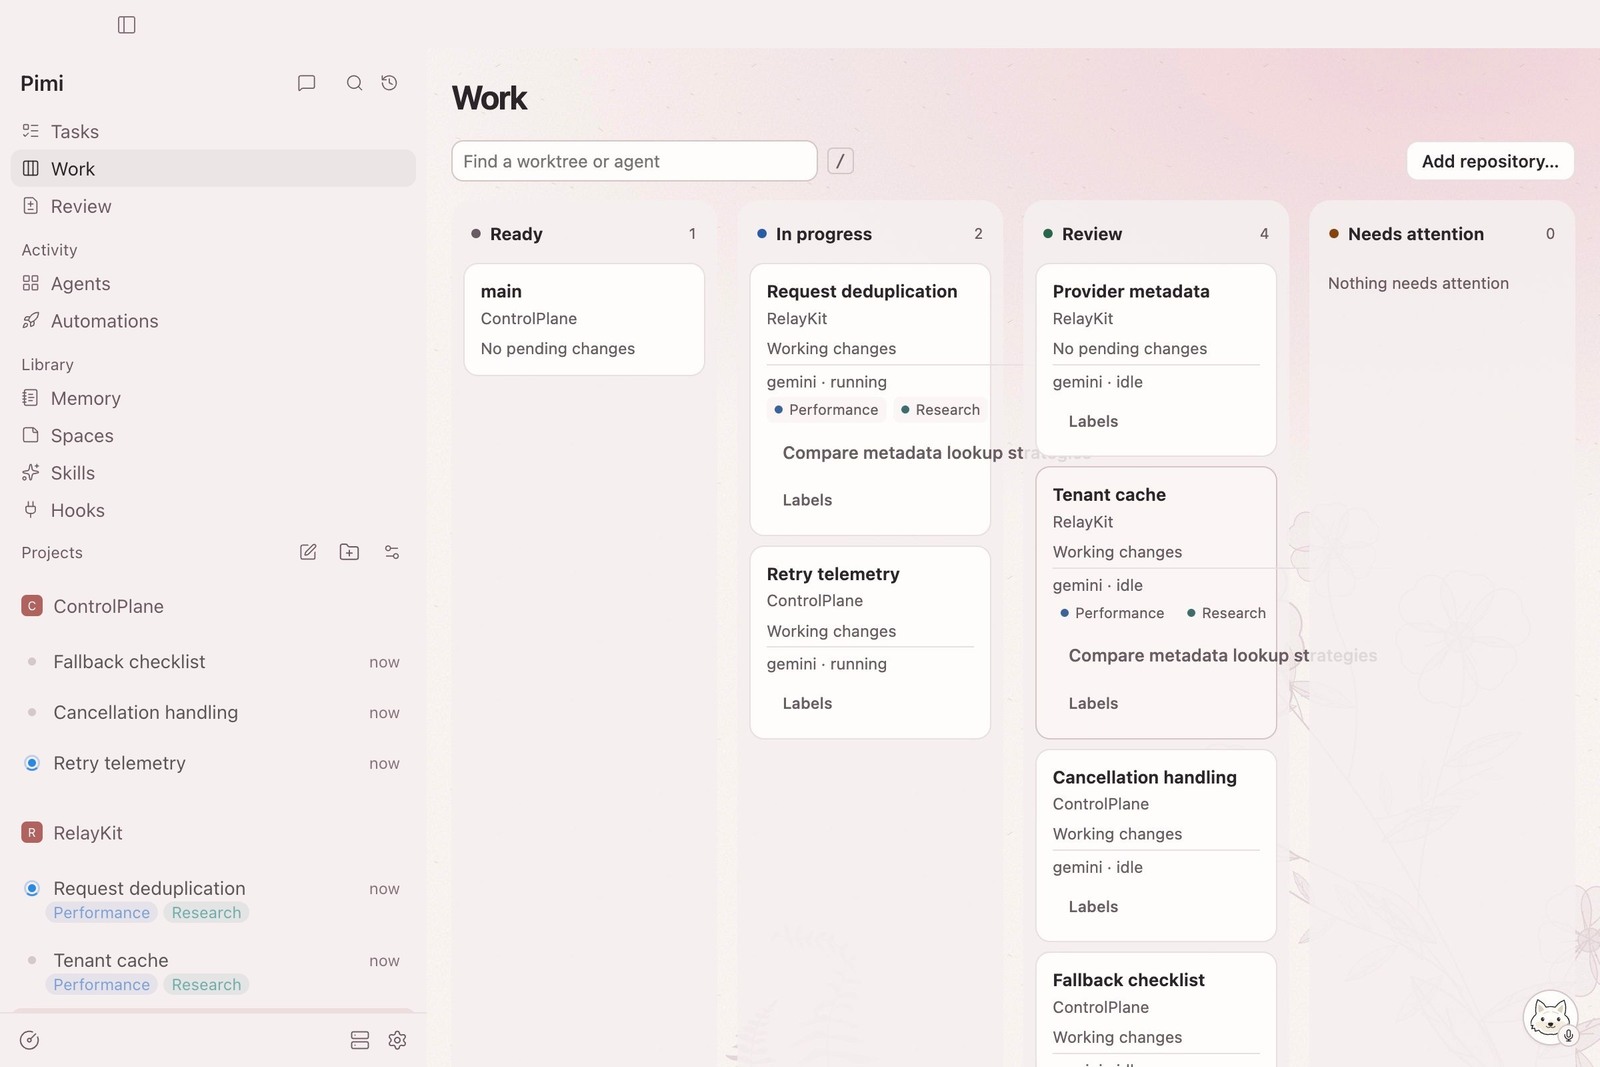 Pimi
Tasks
Work
Review
Activity
Agents
Automations
Library
Memory
Spaces
Skills
Hooks
Projects
C ControlPlane
Fallback checklist now
Cancellation handling now
Retry telemetry now
R RelayKit
Request deduplication now
Performance Research
Tenant cache now
Performance Research
Work
Find a worktree or agent /
Add repository...
Ready 1
main
ControlPlane
No pending changes
In progress 2
Request deduplication
RelayKit
Working changes
gemini · running
Performance Research
Compare metadata lookup strategies
Labels
Retry telemetry
ControlPlane
Working changes
gemini · running
Labels
Review 4
Provider metadata
RelayKit
No pending changes
gemini · idle
Labels
Tenant cache
RelayKit
Working changes
gemini · idle
Performance Research
Compare metadata lookup strategies
Labels
Cancellation handling
ControlPlane
Working changes
gemini · idle
Labels
Fallback checklist
ControlPlane
Working changes
Needs attention 0
Nothing needs attention